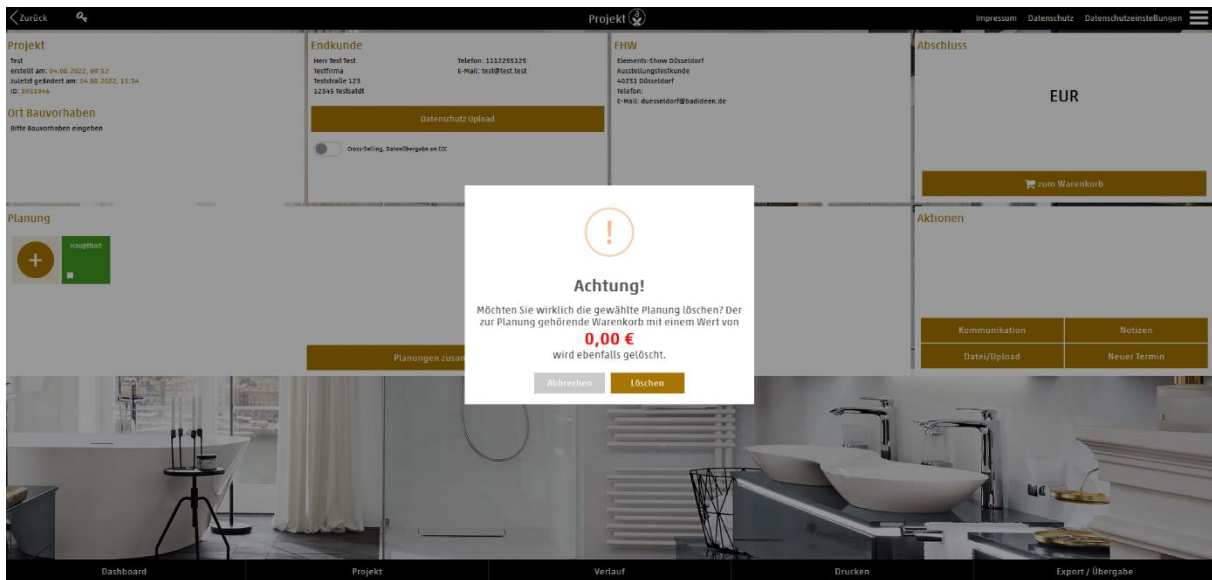 Zurück
Projekt
Impressum Datenschutz Datenschutzeinstellungen
Projekt
Test
erstellt am: 04.08.2022, 09:52
zuletzt geändert am: 04.08.2022, 15:34
ID: 3951946
Ort Bauvorhaben
Bitte Bauvorhaben eingeben
Endkunde
Herr Test Test
Testfirma
Teststraße 123
12345 Testsatdt
Telefon: 1112255125
E-Mail: test@test.test
Datenschutz Upload
Cross-Selling, Datenübergabe an CCC
FHW
Elements-Show Düsseldorf
Ausstellungstestkunde
40231 Düsseldorf
Telefon:
E-Mail: duesseldorf@badideen.de
Abschluss
EUR
zum Warenkorb
Planung
+
Hauptbad
Planungen zusam
!
Achtung!
Möchten Sie wirklich die gewählte Planung löschen? Der
zur Planung gehörende Warenkorb mit einem Wert von
0,00 €
wird ebenfalls gelöscht.
Abbrechen Löschen
Aktionen
Kommunikation Notizen
Datei/Upload Neuer Termin
Dashboard Projekt Verlauf Drucken Export / Übergabe